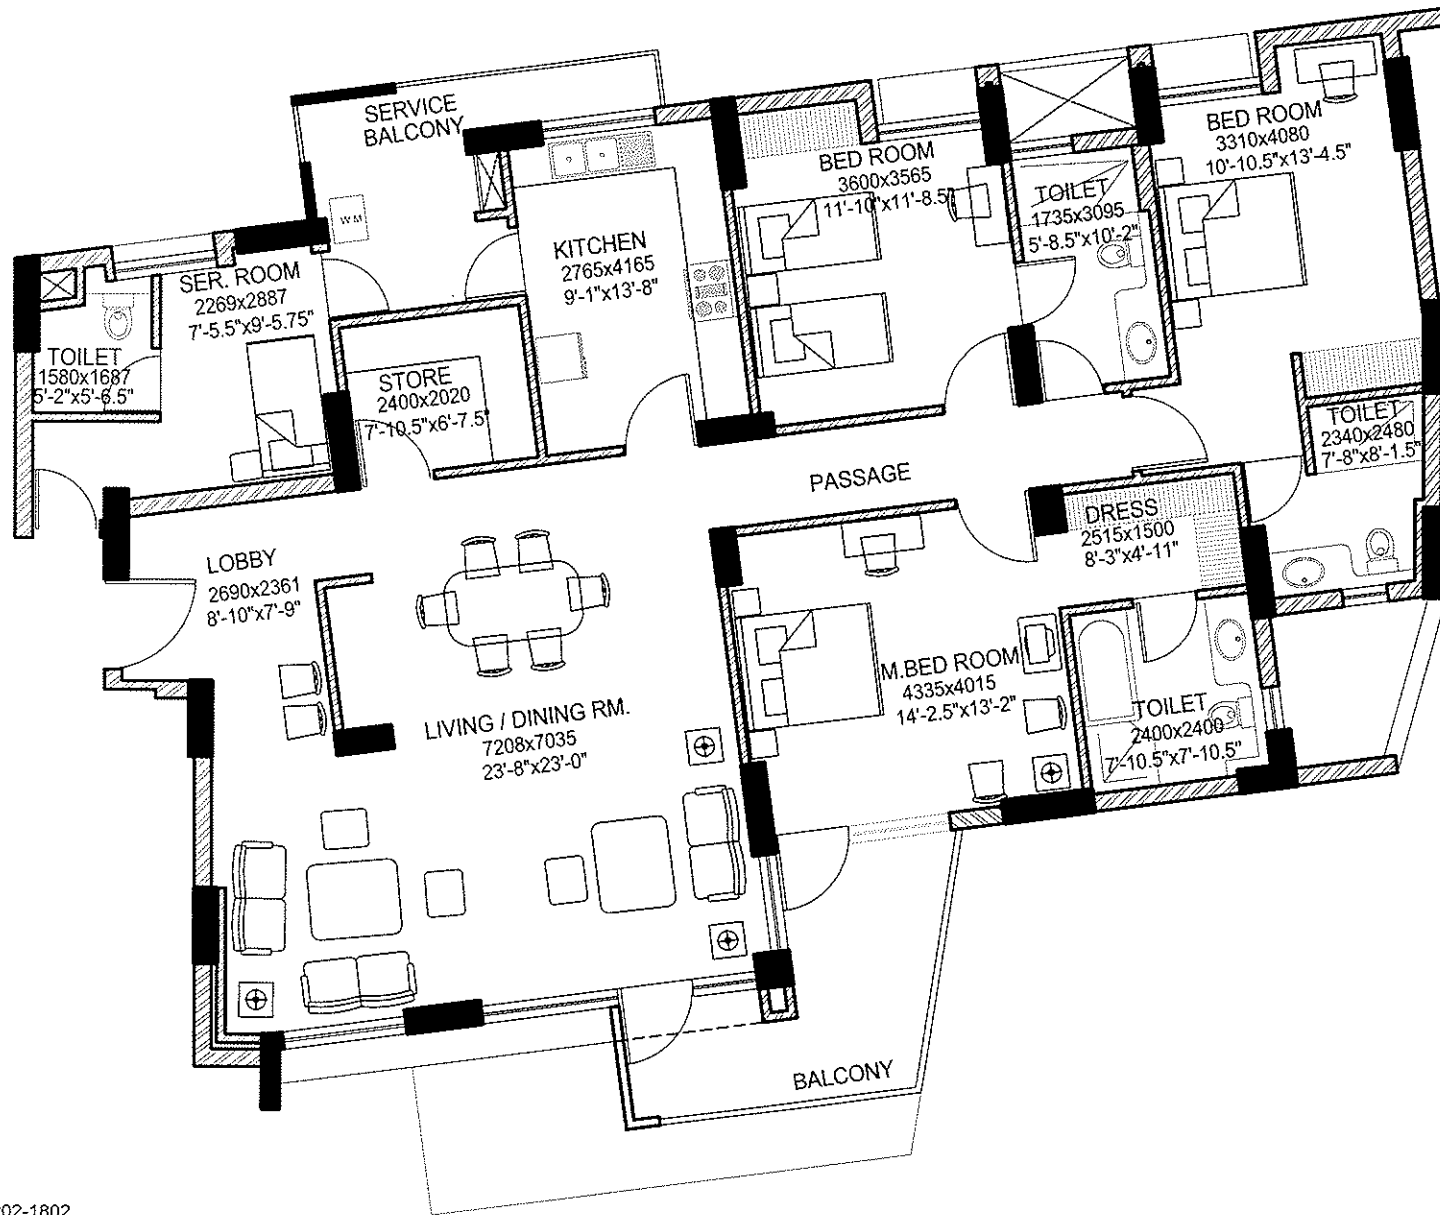 SERVICE
BALCONY
W M
BED ROOM
3310x4080
10'-10.5"x13'-4.5"
BED ROOM
3600x3565
11'-10"x11'-8.5"
TOILET
1735x3095
5'-8.5"x10'-2"
KITCHEN
2765x4165
9'-1"x13'-8"
SER. ROOM
2269x2887
7'-5.5"x9'-5.75"
TOILET
1580x1687
5'-2"x5'-6.5"
STORE
2400x2020
7'-10.5"x6'-7.5"
TOILET
2340x2480
7'-8"x8'-1.5"
PASSAGE
DRESS
2515x1500
8'-3"x4'-11"
LOBBY
2690x2361
8'-10"x7'-9"
M.BED ROOM
4335x4015
14'-2.5"x13'-2"
LIVING / DINING RM.
7208x7035
23'-8"x23'-0"
TOILET
2400x2400
7'-10.5"x7'-10.5"
BALCONY
02-1802